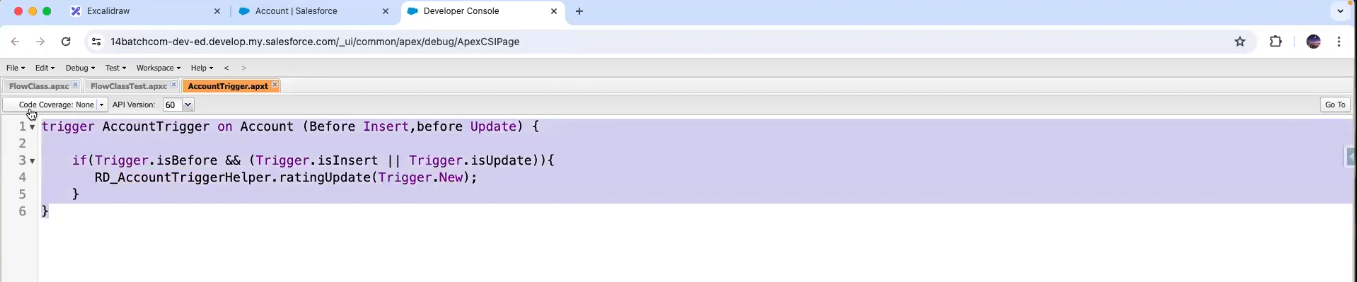 Excalidraw
Account | Salesforce
Developer Console
14batchcom-dev-ed.develop.my.salesforce.com/_ui/common/apex/debug/ApexCSIPage
File Edit Debug Test Workspace Help < >
FlowClass.apxc FlowClassTest.apxc AccountTrigger.apxt
Code Coverage: None API Version: 60 Go To
1 trigger AccountTrigger on Account (Before Insert,before Update) {
2
3 if(Trigger.isBefore && (Trigger.isInsert || Trigger.isUpdate)){
4 RD_AccountTriggerHelper.ratingUpdate(Trigger.New);
5 }
6 }